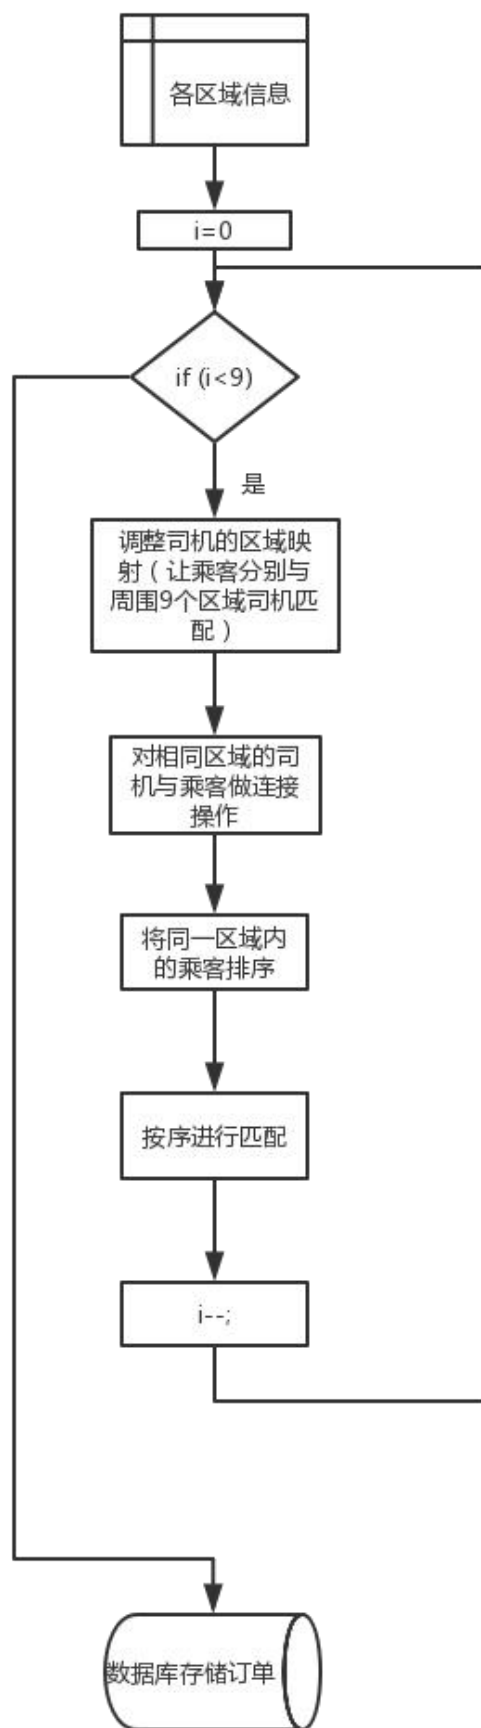 各区域信息
i=0
if (i<9)
是
调整司机的区域映
射（让乘客分别与
周围9个区域司机匹
配）
对相同区域的司
机与乘客做连接
操作
将同一区域内
的乘客排序
按序进行匹配
i--;
数据库存储订单